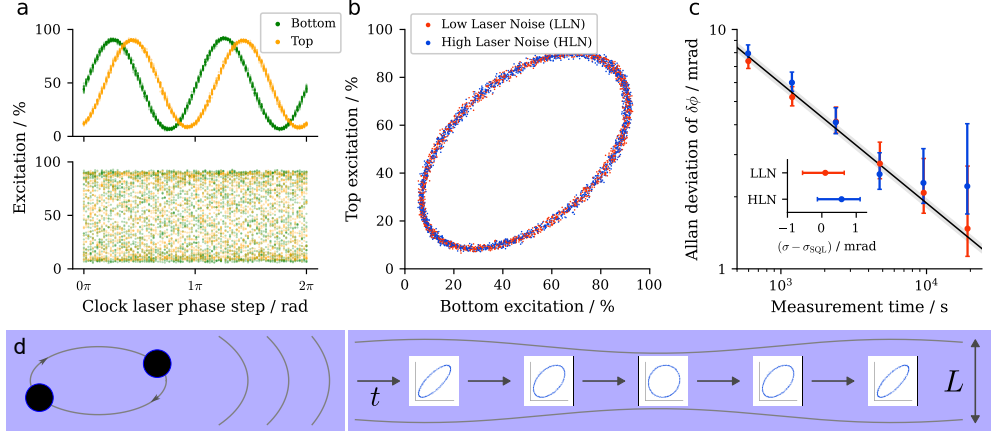 a
Bottom
Top
100
50
0
100
50
0
Excitation / %
0π
1π
2π
Clock laser phase step / rad
b
Low Laser Noise (LLN)
High Laser Noise (HLN)
100
80
60
40
20
0
Top excitation / %
0
20
40
60
80
100
Bottom excitation / %
c
10
1
Allan deviation of δϕ / mrad
LLN
HLN
−1
0
1
(σ − σ_SQL) / mrad
10³
10⁴
Measurement time / s
d
t
L